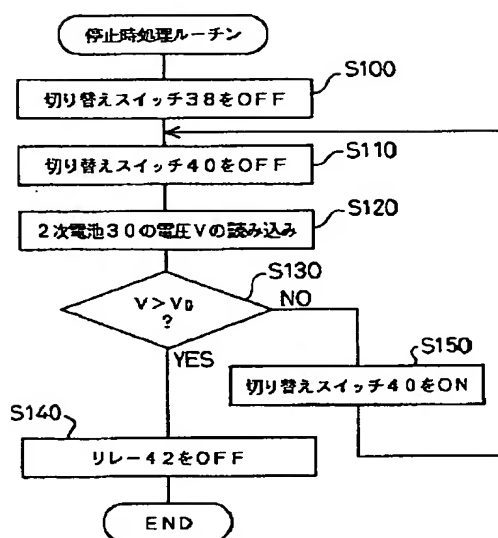 停止時処理ルーチン
S100
切り替えスイッチ38をOFF
S110
切り替えスイッチ40をOFF
S120
2次電池30の電圧Vの読み込み
S130
V>V0
?
NO
YES
S150
切り替えスイッチ40をON
S140
リレー42をOFF
END